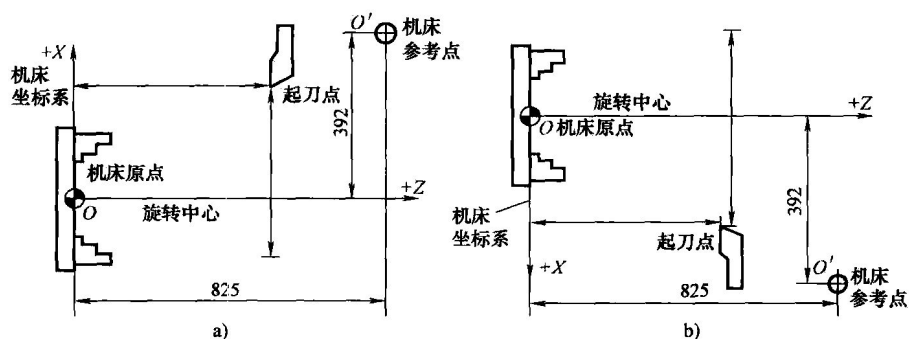 +X
机床
坐标系
O'
机床
参考点
起刀点
392
机床原点
O
+Z
旋转中心
825
a)
旋转中心
+Z
O 机床原点
392
机床
坐标系
起刀点
+X
O'
机床
参考点
825
b)